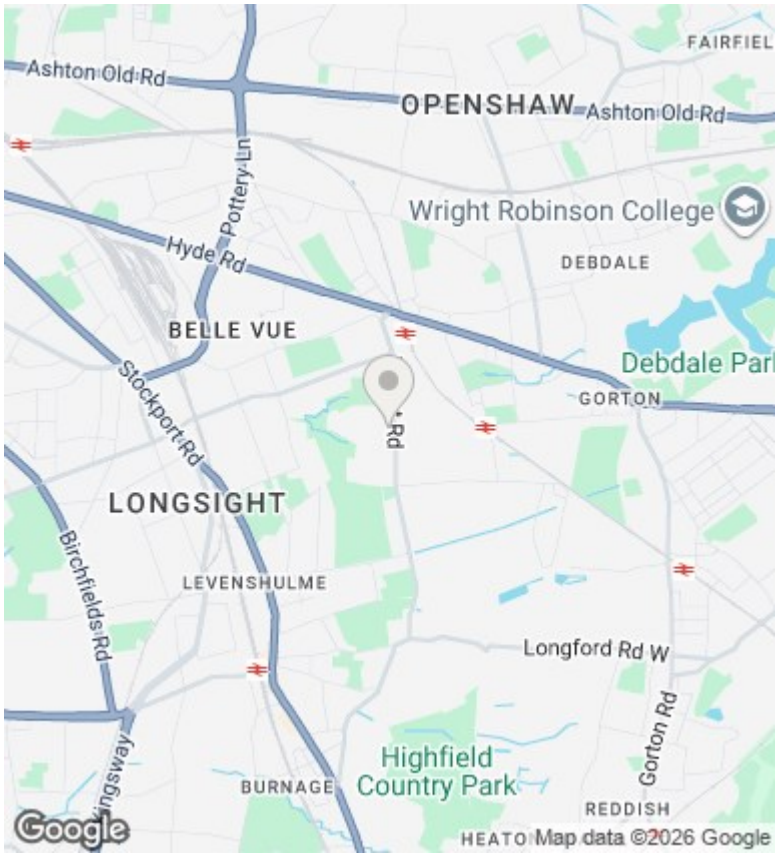 FAIRFIEL
Ashton Old Rd
OPENSHAW
Ashton Old Rd
Pottery Ln
Wright Robinson College
Hyde Rd
DEBDALE
BELLE VUE
Debdale Park
Stockport Rd
GORTON
Rd
LONGSIGHT
Birchfields Rd
LEVENSHULME
Longford Rd W
Kingsway
Gorton Rd
Highfield
Country Park
BURNAGE
REDDISH
Google
HEATON
Map data ©2026 Google